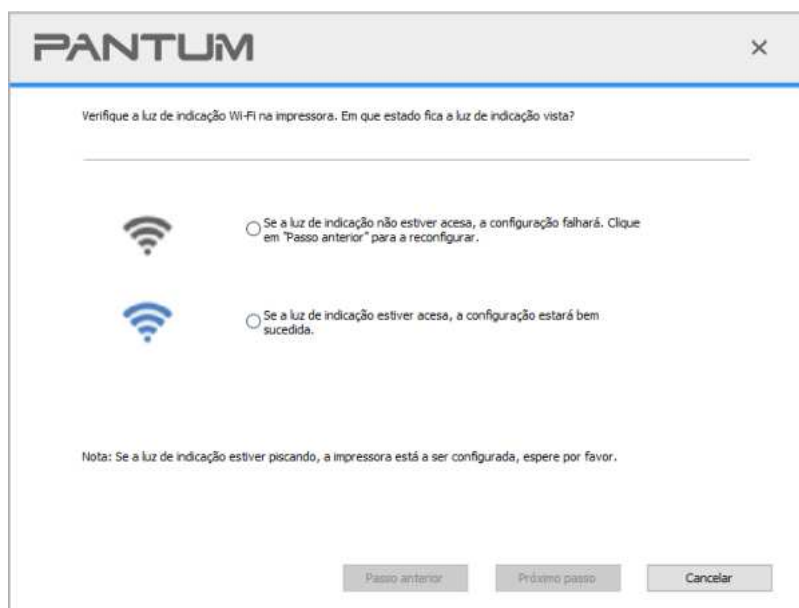 PANTUM
Verifique a luz de indicação Wi-Fi na impressora. Em que estado fica a luz de indicação vista?
Se a luz de indicação não estiver acesa, a configuração falhará. Clique
em "Passo anterior" para a reconfigurar.
Se a luz de indicação estiver acesa, a configuração estará bem
sucedida.
Nota: Se a luz de indicação estiver piscando, a impressora está a ser configurada, espere por favor.
Passo anterior
Próximo passo
Cancelar